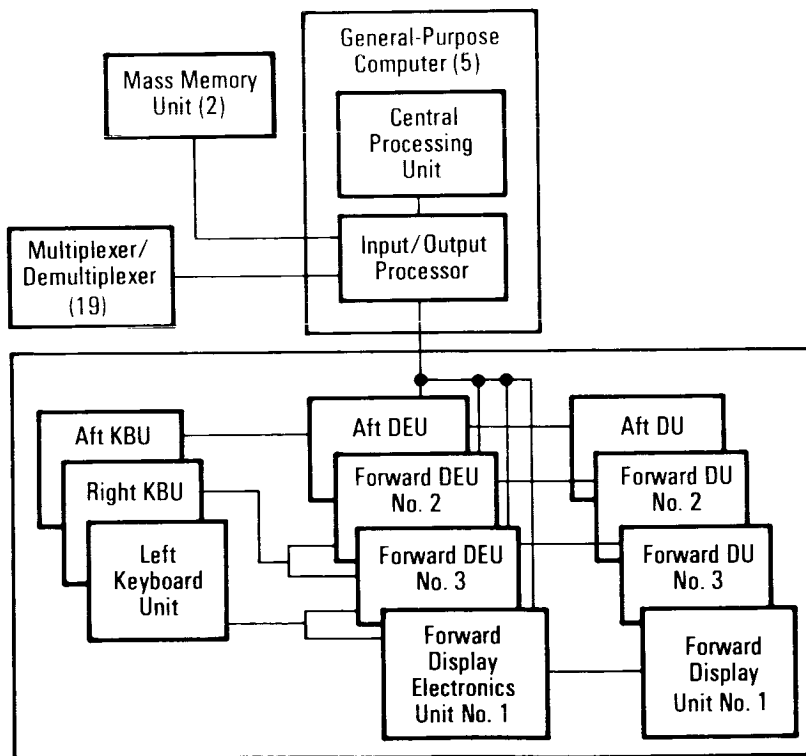 General-Purpose
Computer (5)
Mass Memory
Unit (2)
Central
Processing
Unit
Multiplexer/
Demultiplexer
(19)
Input/Output
Processor
Aft KBU
Right KBU
Left
Keyboard
Unit
Aft DEU
Forward DEU
No. 2
Forward DEU
No. 3
Forward
Display
Electronics
Unit No. 1
Aft DU
Forward DU
No. 2
Forward DU
No. 3
Forward
Display
Unit No. 1